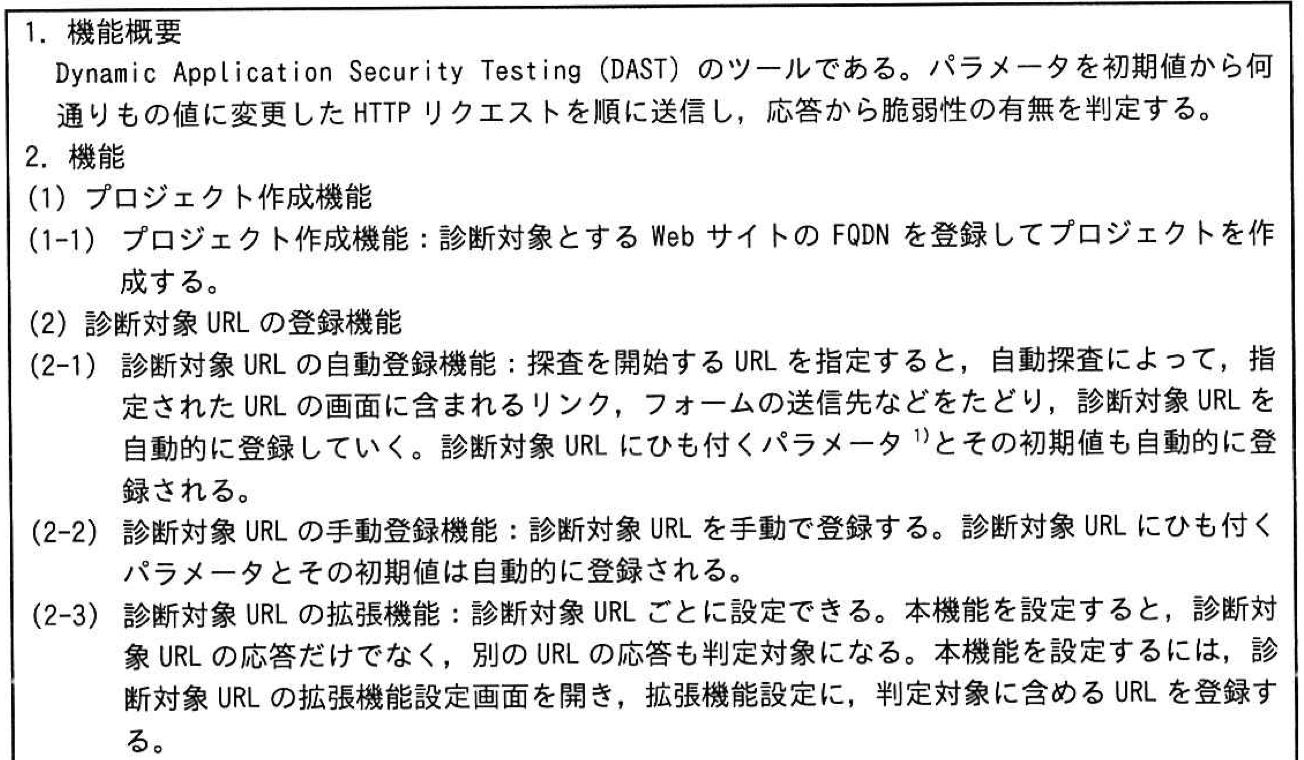 1. 機能概要
Dynamic Application Security Testing (DAST) のツールである。パラメータを初期値から何
通りもの値に変更した HTTP リクエストを順に送信し，応答から脆弱性の有無を判定する。
2. 機能
(1) プロジェクト作成機能
(1-1) プロジェクト作成機能：診断対象とする Web サイトの FQDN を登録してプロジェクトを作
成する。
(2) 診断対象 URL の登録機能
(2-1) 診断対象 URL の自動登録機能：探査を開始する URL を指定すると，自動探査によって，指
定された URL の画面に含まれるリンク，フォームの送信先などをたどり，診断対象 URL を
自動的に登録していく。診断対象 URL にひも付くパラメータ 1)とその初期値も自動的に登
録される。
(2-2) 診断対象 URL の手動登録機能：診断対象 URL を手動で登録する。診断対象 URL にひも付く
パラメータとその初期値は自動的に登録される。
(2-3) 診断対象 URL の拡張機能：診断対象 URL ごとに設定できる。本機能を設定すると，診断対
象 URL の応答だけでなく，別の URL の応答も判定対象になる。本機能を設定するには，診
断対象 URL の拡張機能設定画面を開き，拡張機能設定に，判定対象に含める URL を登録す
る。